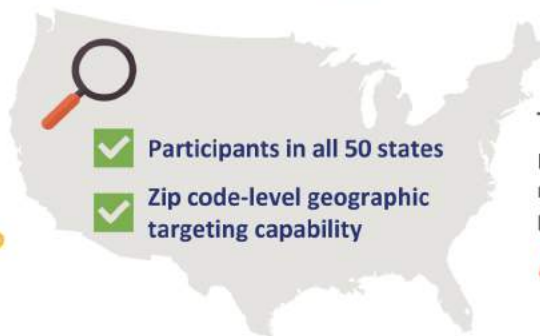 Participants in all 50 states
Zip code-level geographic
targeting capability